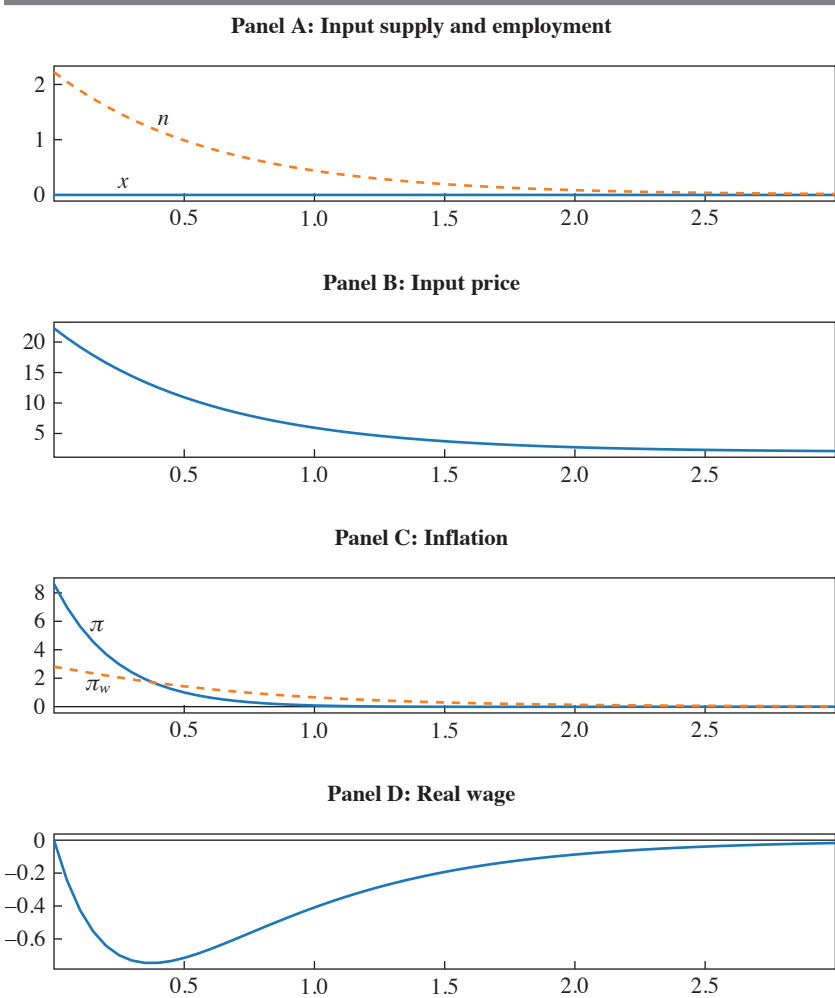 Panel A: Input supply and employment
2
n
1
x
0
0.5 1.0 1.5 2.0 2.5
Panel B: Input price
20
15
10
5
0.5 1.0 1.5 2.0 2.5
Panel C: Inflation
8
6
π
4
2
π_w
0
0.5 1.0 1.5 2.0 2.5
Panel D: Real wage
0
–0.2
–0.4
–0.6
0.5 1.0 1.5 2.0 2.5